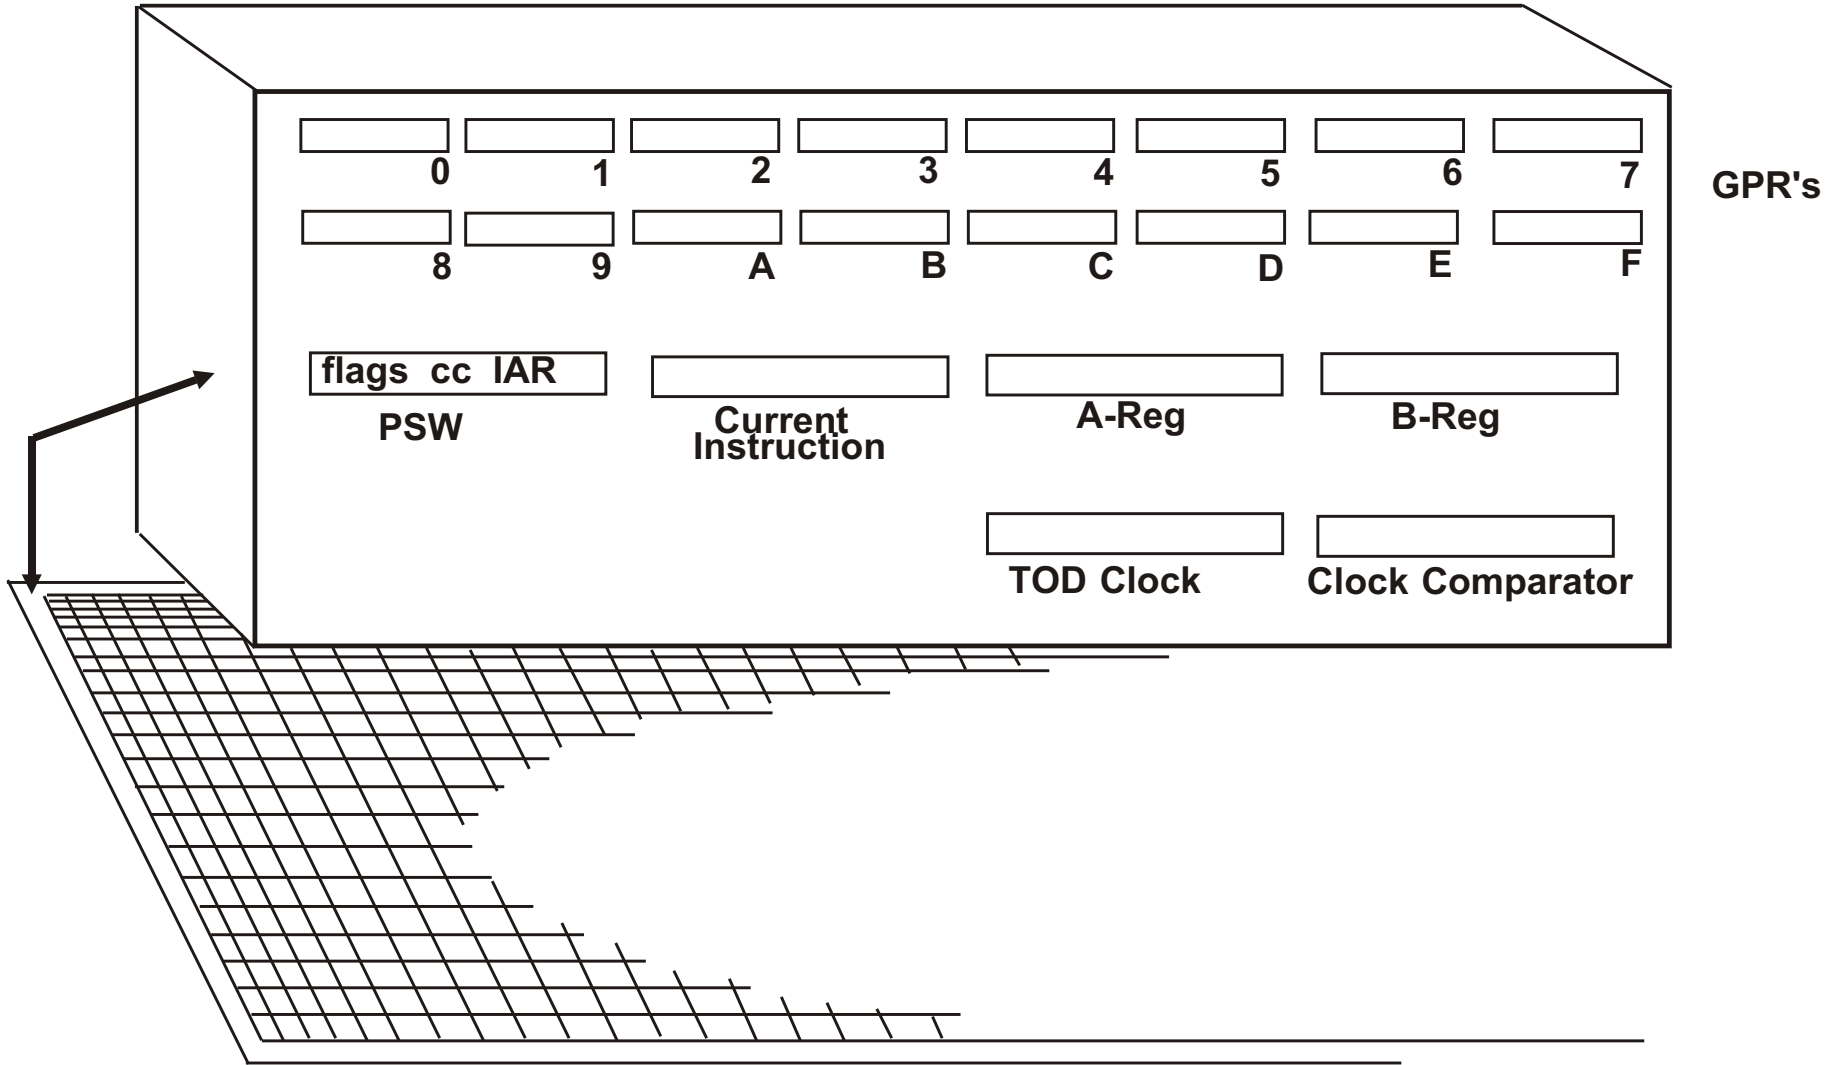 0 1 2 3 4 5 6 7
GPR's
8 9 A B C D E F
flags cc IAR
PSW
Current
Instruction
A-Reg
B-Reg
TOD Clock
Clock Comparator